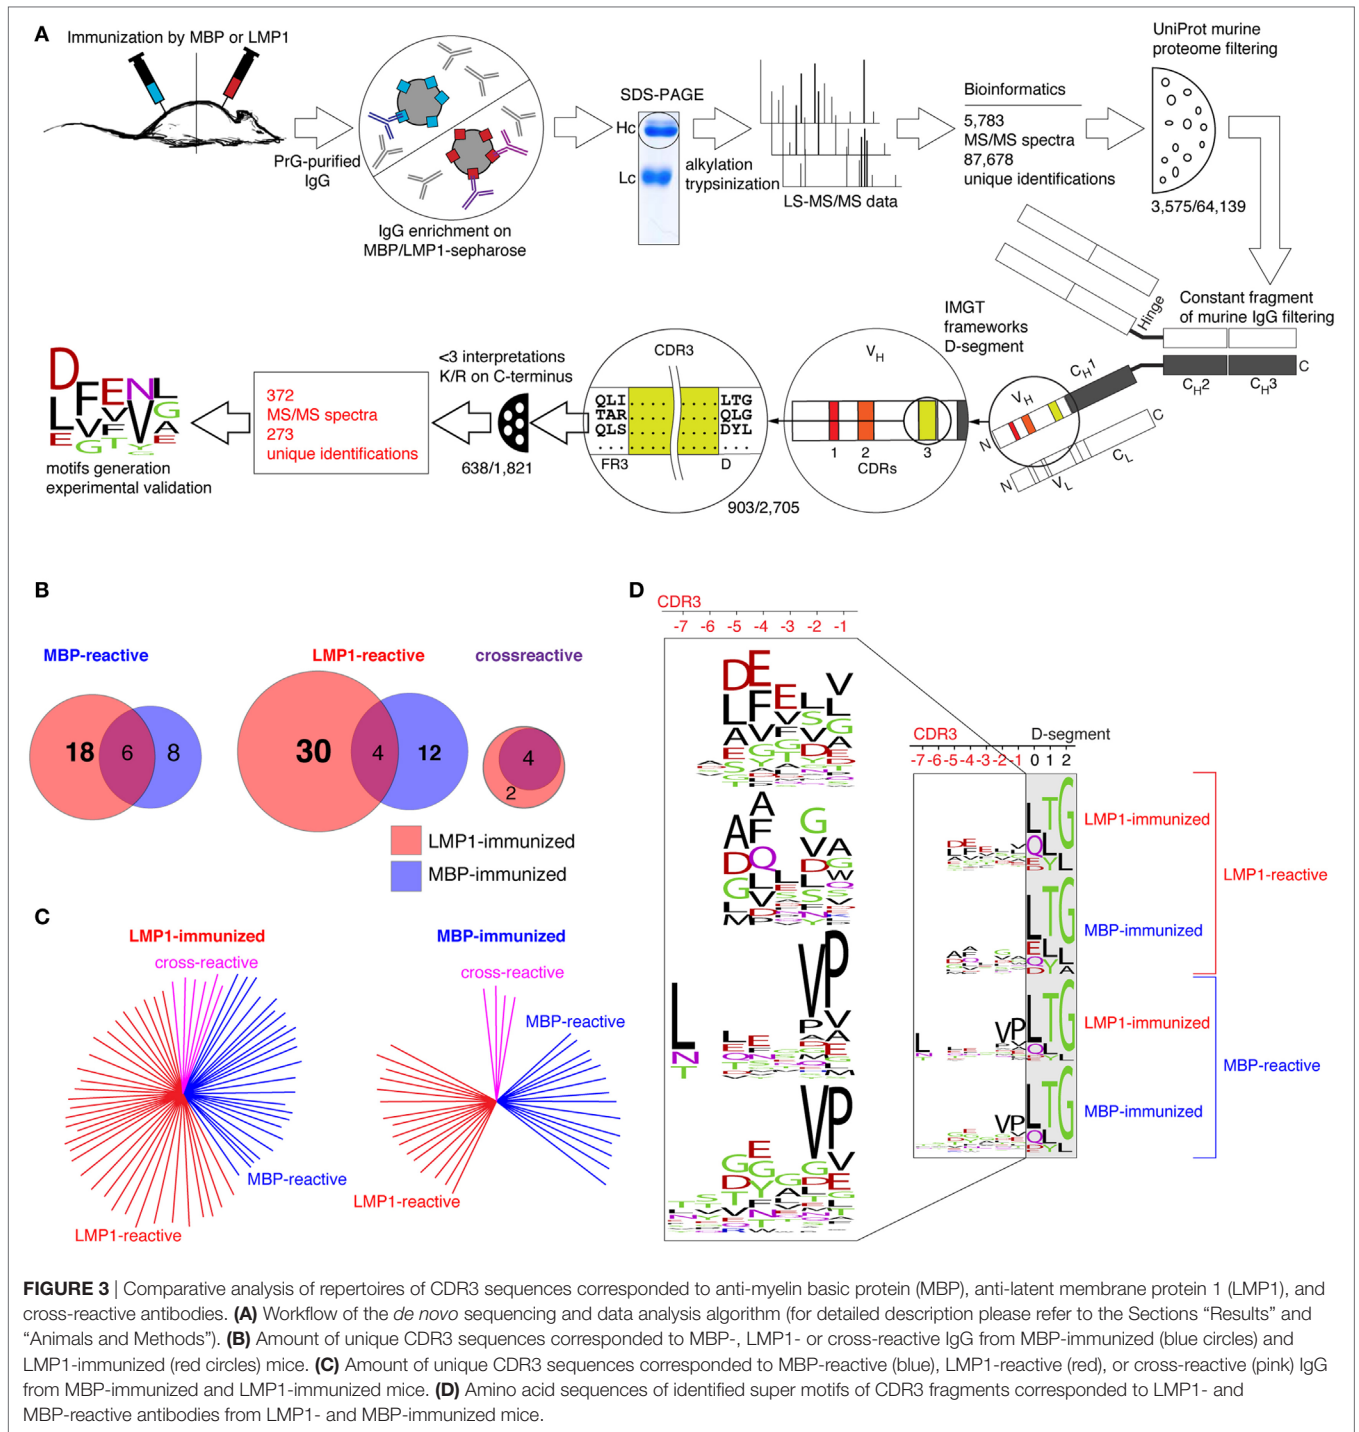 A
Immunization by MBP or LMP1
PrG-purified
IgG
IgG enrichment on
MBP/LMP1-sepharose
SDS-PAGE
Hc
Lc
alkylation
trypsinization
LS-MS/MS data
Bioinformatics
5,783
MS/MS spectra
87,678
unique identifications
UniProt murine
proteome filtering
3,575/64,139
Constant fragment
of murine IgG filtering
Hinge
CH1
CH2
CH3
C
VH
N
C
CL
VL
N
IMGT
frameworks
D-segment
VH
1 2 3
CDRs
903/2,705
CDR3
QLI .... .... LTG
TAR .... .... QLG
QLS .... .... DYL
... .... .... ...
FR3 D
<3 interpretations
K/R on C-terminus
638/1,821
372
MS/MS spectra
273
unique identifications
motifs generation
experimental validation
B
MBP-reactive
18 6 8
LMP1-reactive
30 4 12
crossreactive
4
2
LMP1-immunized
MBP-immunized
C
LMP1-immunized
cross-reactive
MBP-reactive
LMP1-reactive
MBP-immunized
cross-reactive
MBP-reactive
LMP1-reactive
D
CDR3
-7 -6 -5 -4 -3 -2 -1
CDR3 D-segment
-7 -6 -5 -4 -3 -2 -1 0 1 2
LMP1-immunized
LMP1-reactive
MBP-immunized
LMP1-immunized
MBP-reactive
MBP-immunized
FIGURE 3 | Comparative analysis of repertoires of CDR3 sequences corresponded to anti-myelin basic protein (MBP), anti-latent membrane protein 1 (LMP1), and
cross-reactive antibodies. (A) Workflow of the de novo sequencing and data analysis algorithm (for detailed description please refer to the Sections “Results” and
“Animals and Methods”). (B) Amount of unique CDR3 sequences corresponded to MBP-, LMP1- or cross-reactive IgG from MBP-immunized (blue circles) and
LMP1-immunized (red circles) mice. (C) Amount of unique CDR3 sequences corresponded to MBP-reactive (blue), LMP1-reactive (red), or cross-reactive (pink) IgG
from MBP-immunized and LMP1-immunized mice. (D) Amino acid sequences of identified super motifs of CDR3 fragments corresponded to LMP1- and
MBP-reactive antibodies from LMP1- and MBP-immunized mice.